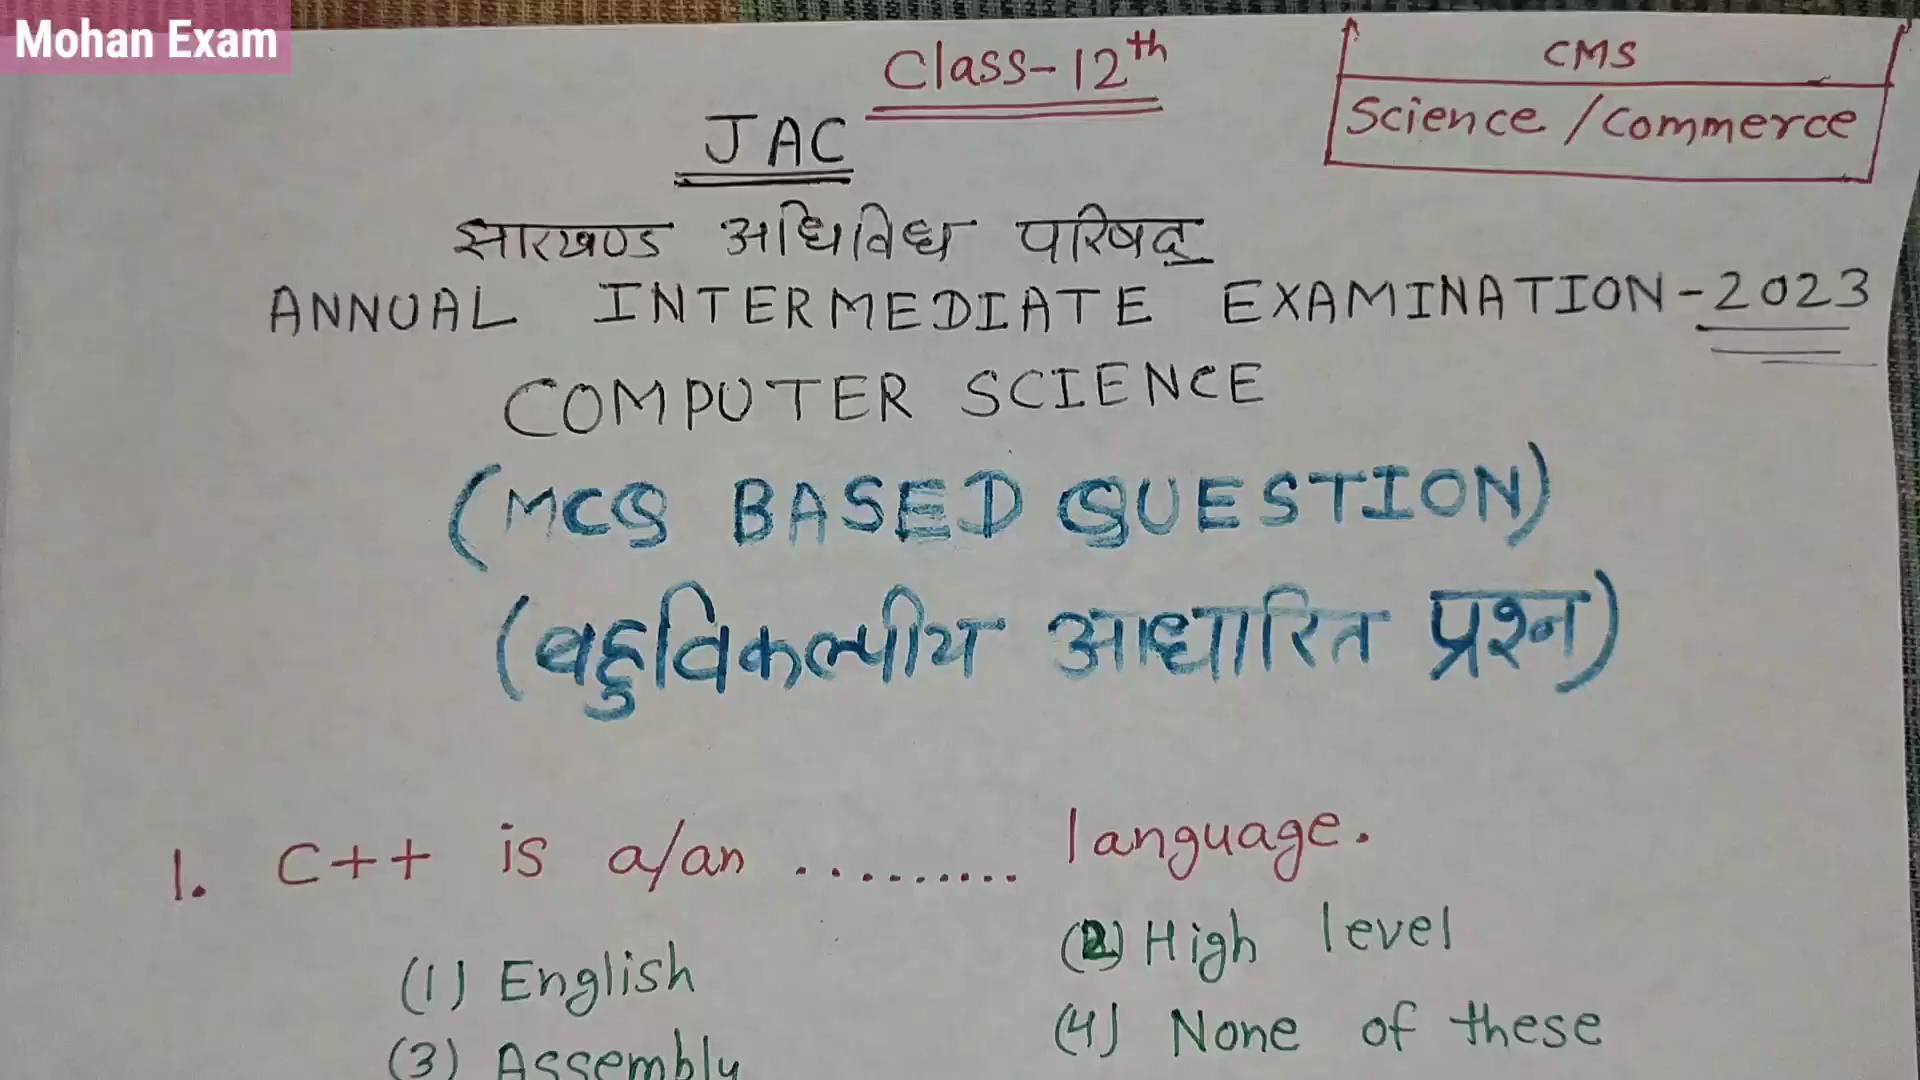 Mohan Exam
Class-12th
CMS
Science / Commerce
JAC
झारखण्ड अधिविध परिषद्
ANNUAL INTERMEDIATE EXAMINATION-2023
COMPUTER SCIENCE
(MCQ BASED QUESTION)
(बहुविकल्पीय आधारित प्रश्न)
1. C++ is a/an .......... language.
(1) English (2) High level
(3) Assembly (4) None of these